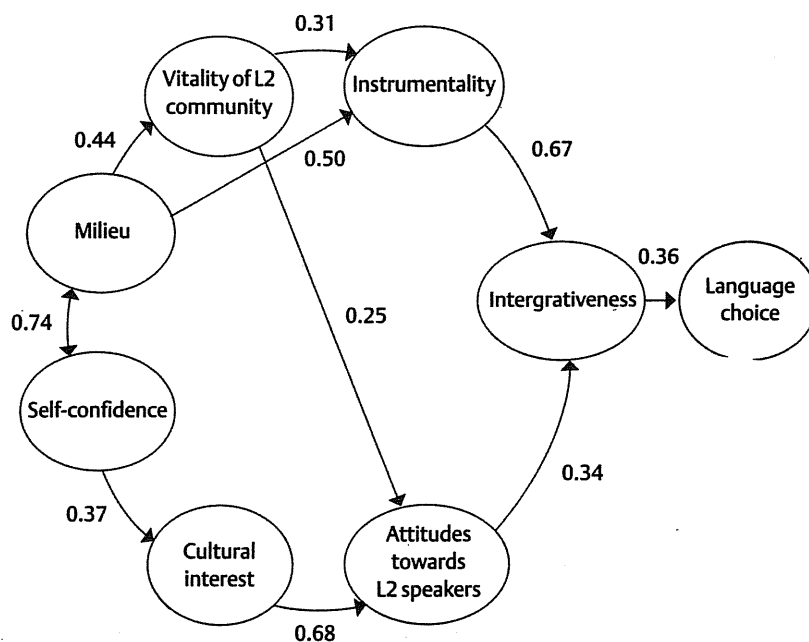 0.31
Vitality of L2
community
Instrumentality
0.44
0.50
0.67
Milieu
0.36
Intergrativeness
Language
choice
0.74
0.25
Self-confidence
0.34
0.37
Cultural
interest
Attitudes
towards
L2 speakers
0.68